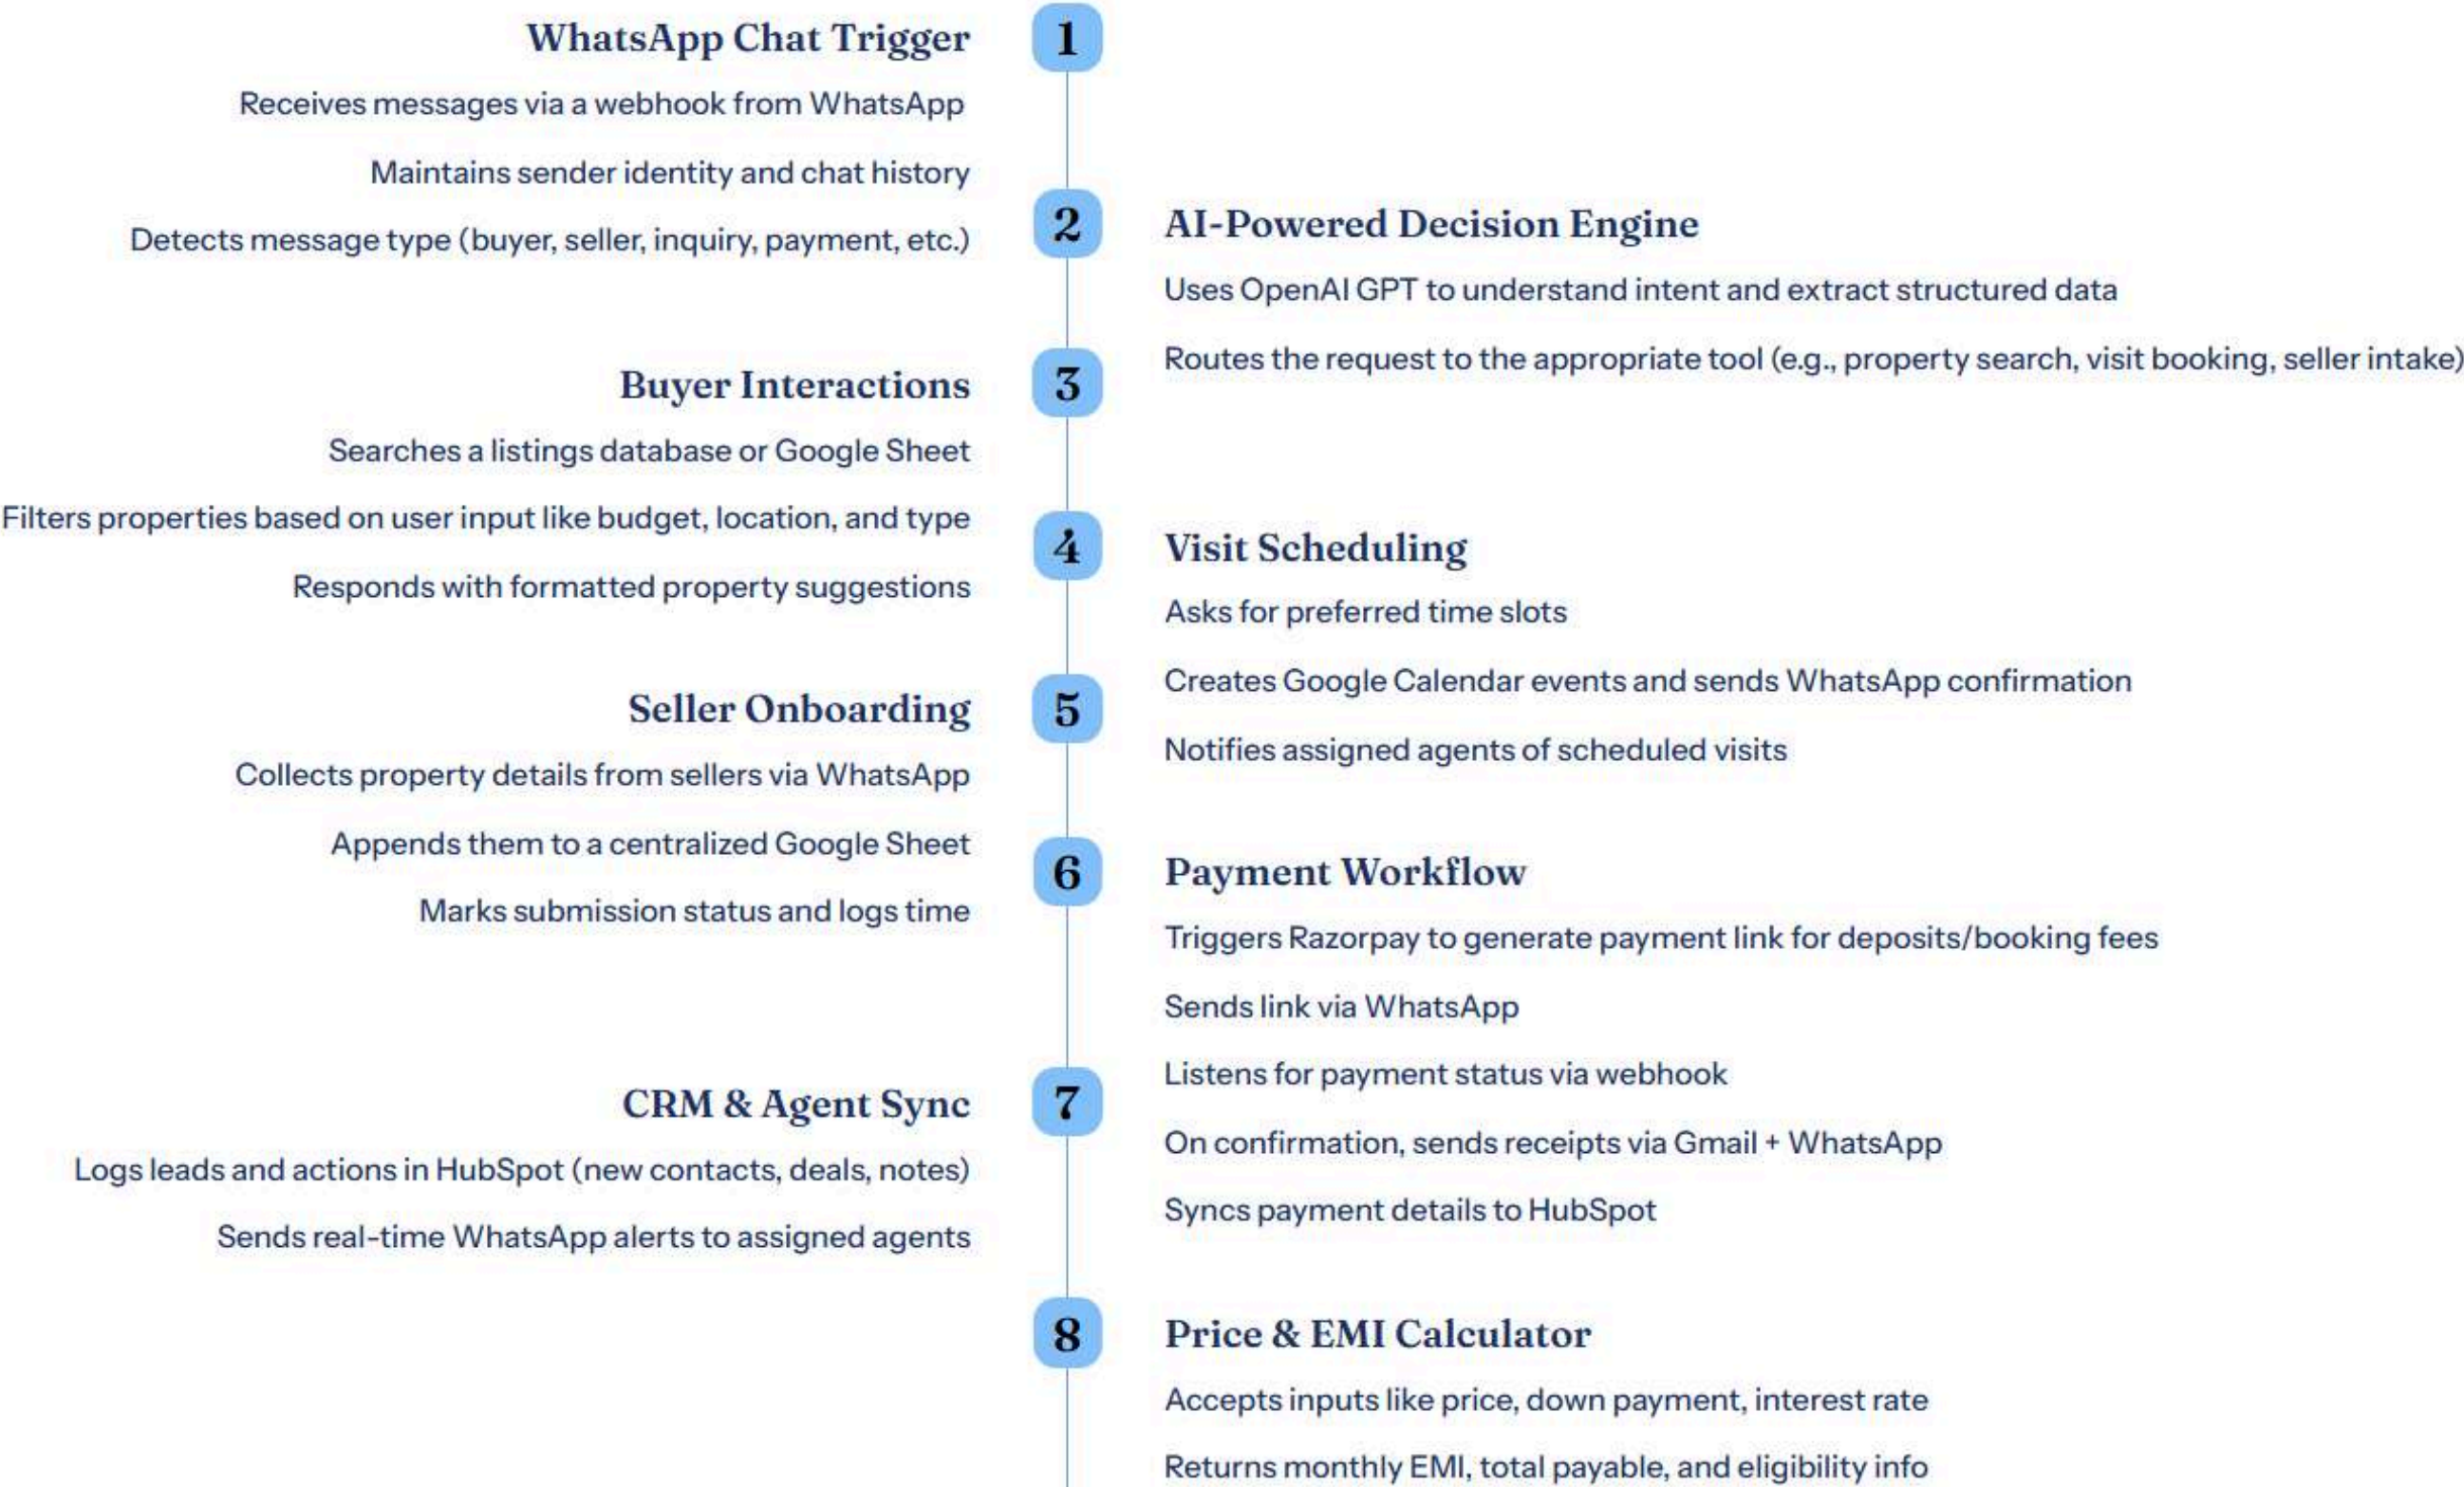 1
WhatsApp Chat Trigger
Receives messages via a webhook from WhatsApp
Maintains sender identity and chat history
Detects message type (buyer, seller, inquiry, payment, etc.)
2
AI-Powered Decision Engine
Uses OpenAI GPT to understand intent and extract structured data
Routes the request to the appropriate tool (e.g., property search, visit booking, seller intake)
3
Buyer Interactions
Searches a listings database or Google Sheet
Filters properties based on user input like budget, location, and type
Responds with formatted property suggestions
4
Visit Scheduling
Asks for preferred time slots
Creates Google Calendar events and sends WhatsApp confirmation
Notifies assigned agents of scheduled visits
5
Seller Onboarding
Collects property details from sellers via WhatsApp
Appends them to a centralized Google Sheet
Marks submission status and logs time
6
Payment Workflow
Triggers Razorpay to generate payment link for deposits/booking fees
Sends link via WhatsApp
Listens for payment status via webhook
On confirmation, sends receipts via Gmail + WhatsApp
Syncs payment details to HubSpot
7
CRM & Agent Sync
Logs leads and actions in HubSpot (new contacts, deals, notes)
Sends real-time WhatsApp alerts to assigned agents
8
Price & EMI Calculator
Accepts inputs like price, down payment, interest rate
Returns monthly EMI, total payable, and eligibility info